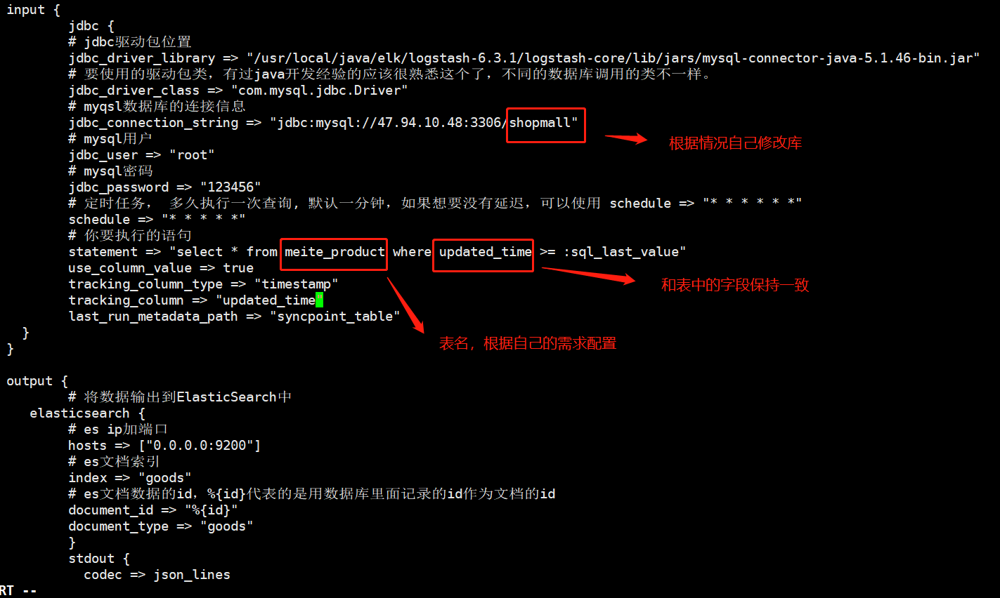 input {
jdbc {
# jdbc驱动包位置
jdbc_driver_library => "/usr/local/java/elk/logstash-6.3.1/logstash-core/lib/jars/mysql-connector-java-5.1.46-bin.jar"
# 要使用的驱动包类，有过java开发经验的应该很熟悉这个了，不同的数据库调用的类不一样。
jdbc_driver_class => "com.mysql.jdbc.Driver"
# myqsl数据库的连接信息
jdbc_connection_string => "jdbc:mysql://47.94.10.48:3306/shopmall"
# mysql用户
根据情况自己修改库
jdbc_user => "root"
# mysql密码
jdbc_password => "123456"
# 定时任务， 多久执行一次查询, 默认一分钟，如果想要没有延迟，可以使用 schedule => "* * * * * *"
schedule => "* * * * *"
# 你要执行的语句
statement => "select * from meite_product where updated_time >= :sql_last_value"
use_column_value => true
tracking_column_type => "timestamp"
和表中的字段保持一致
tracking_column => "updated_time"
last_run_metadata_path => "syncpoint_table"
}
表名，根据自己的需求配置
}
output {
# 将数据输出到ElasticSearch中
elasticsearch {
# es ip加端口
hosts => ["0.0.0.0:9200"]
# es文档索引
index => "goods"
# es文档数据的id，%{id}代表的是用数据库里面记录的id作为文档的id
document_id => "%{id}"
document_type => "goods"
}
stdout {
codec => json_lines
RT --